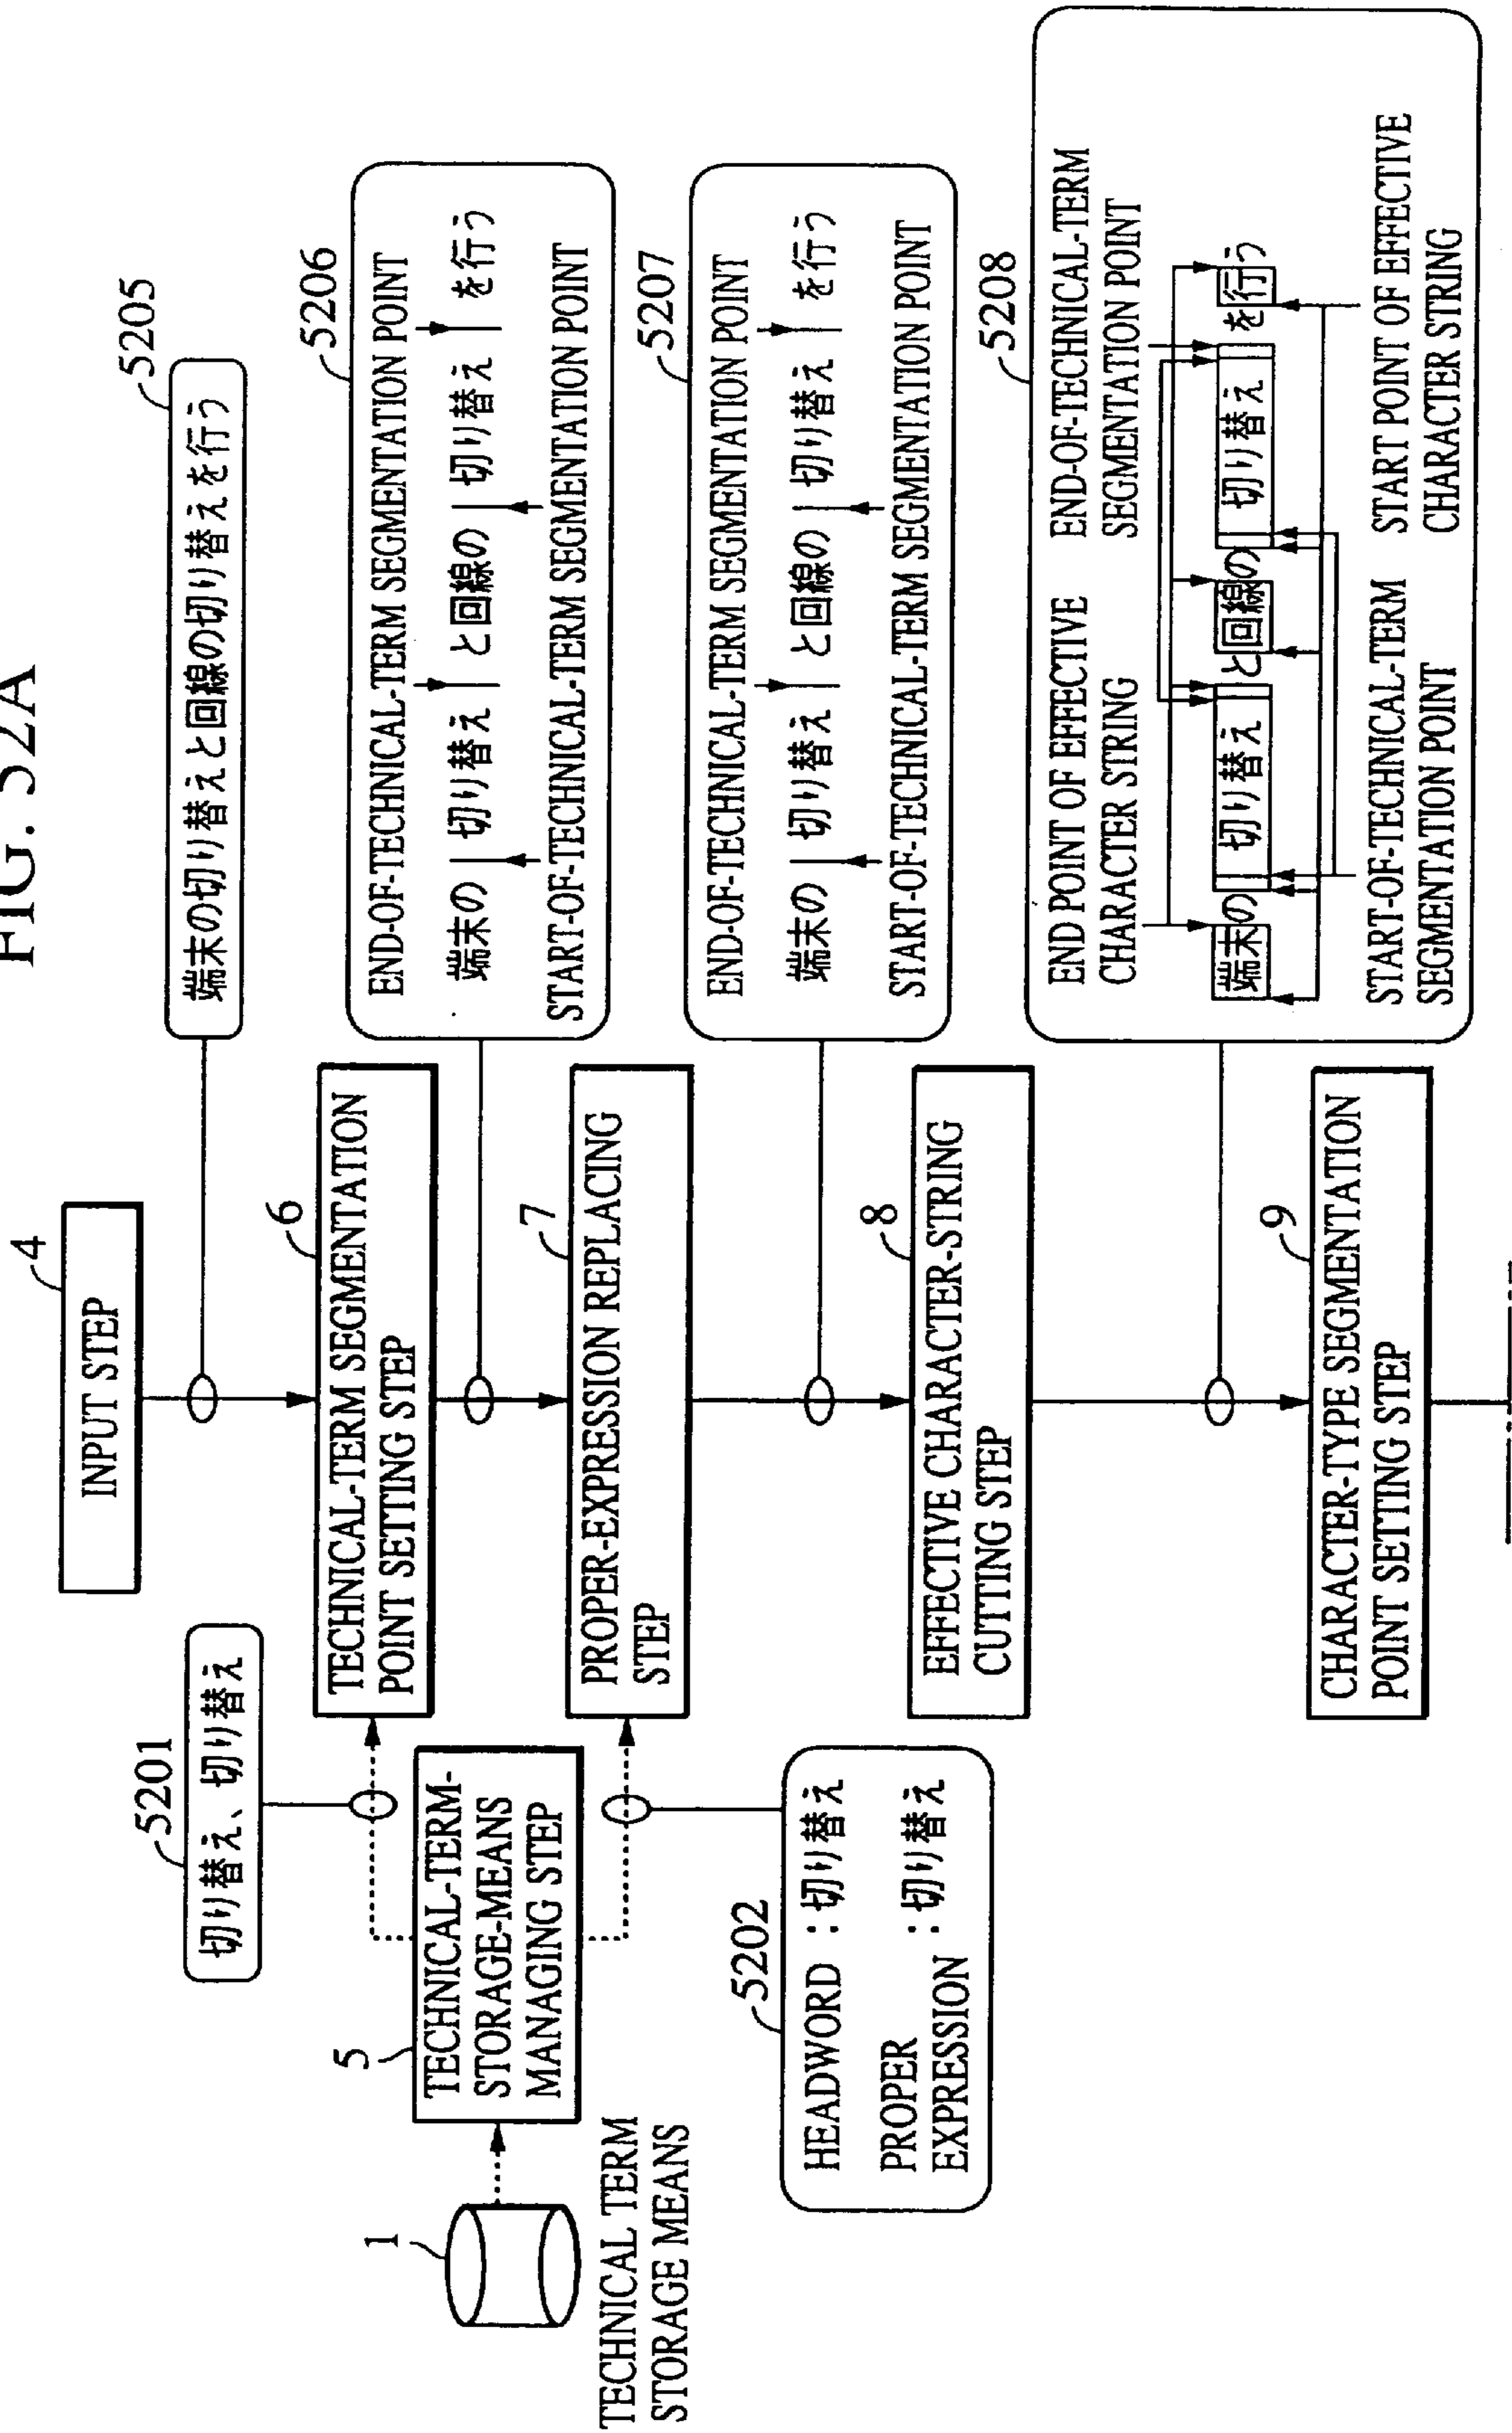 FIG. 52A
4
INPUT STEP
5205
端末の切り替えと回線の切り替えを行う
5201
切り替え、切り替え
6
TECHNICAL-TERM SEGMENTATION
POINT SETTING STEP
5206
END-OF-TECHNICAL-TERM SEGMENTATION POINT
端末の 切り替え と回線の 切り替え を行う
START-OF-TECHNICAL-TERM SEGMENTATION POINT
1
TECHNICAL TERM
STORAGE MEANS
5
TECHNICAL-TERM-
STORAGE-MEANS
MANAGING STEP
7
PROPER-EXPRESSION REPLACING
STEP
5202
HEADWORD :切り替え
PROPER
EXPRESSION :切り替え
5207
END-OF-TECHNICAL-TERM SEGMENTATION POINT
端末の 切り替え と回線の 切り替え を行う
START-OF-TECHNICAL-TERM SEGMENTATION POINT
8
EFFECTIVE CHARACTER-STRING
CUTTING STEP
5208
END POINT OF EFFECTIVE
CHARACTER STRING
END-OF-TECHNICAL-TERM
SEGMENTATION POINT
端末の 切り替え と回線の 切り替え を行う
START-OF-TECHNICAL-TERM
SEGMENTATION POINT
START POINT OF EFFECTIVE
CHARACTER STRING
9
CHARACTER-TYPE SEGMENTATION
POINT SETTING STEP